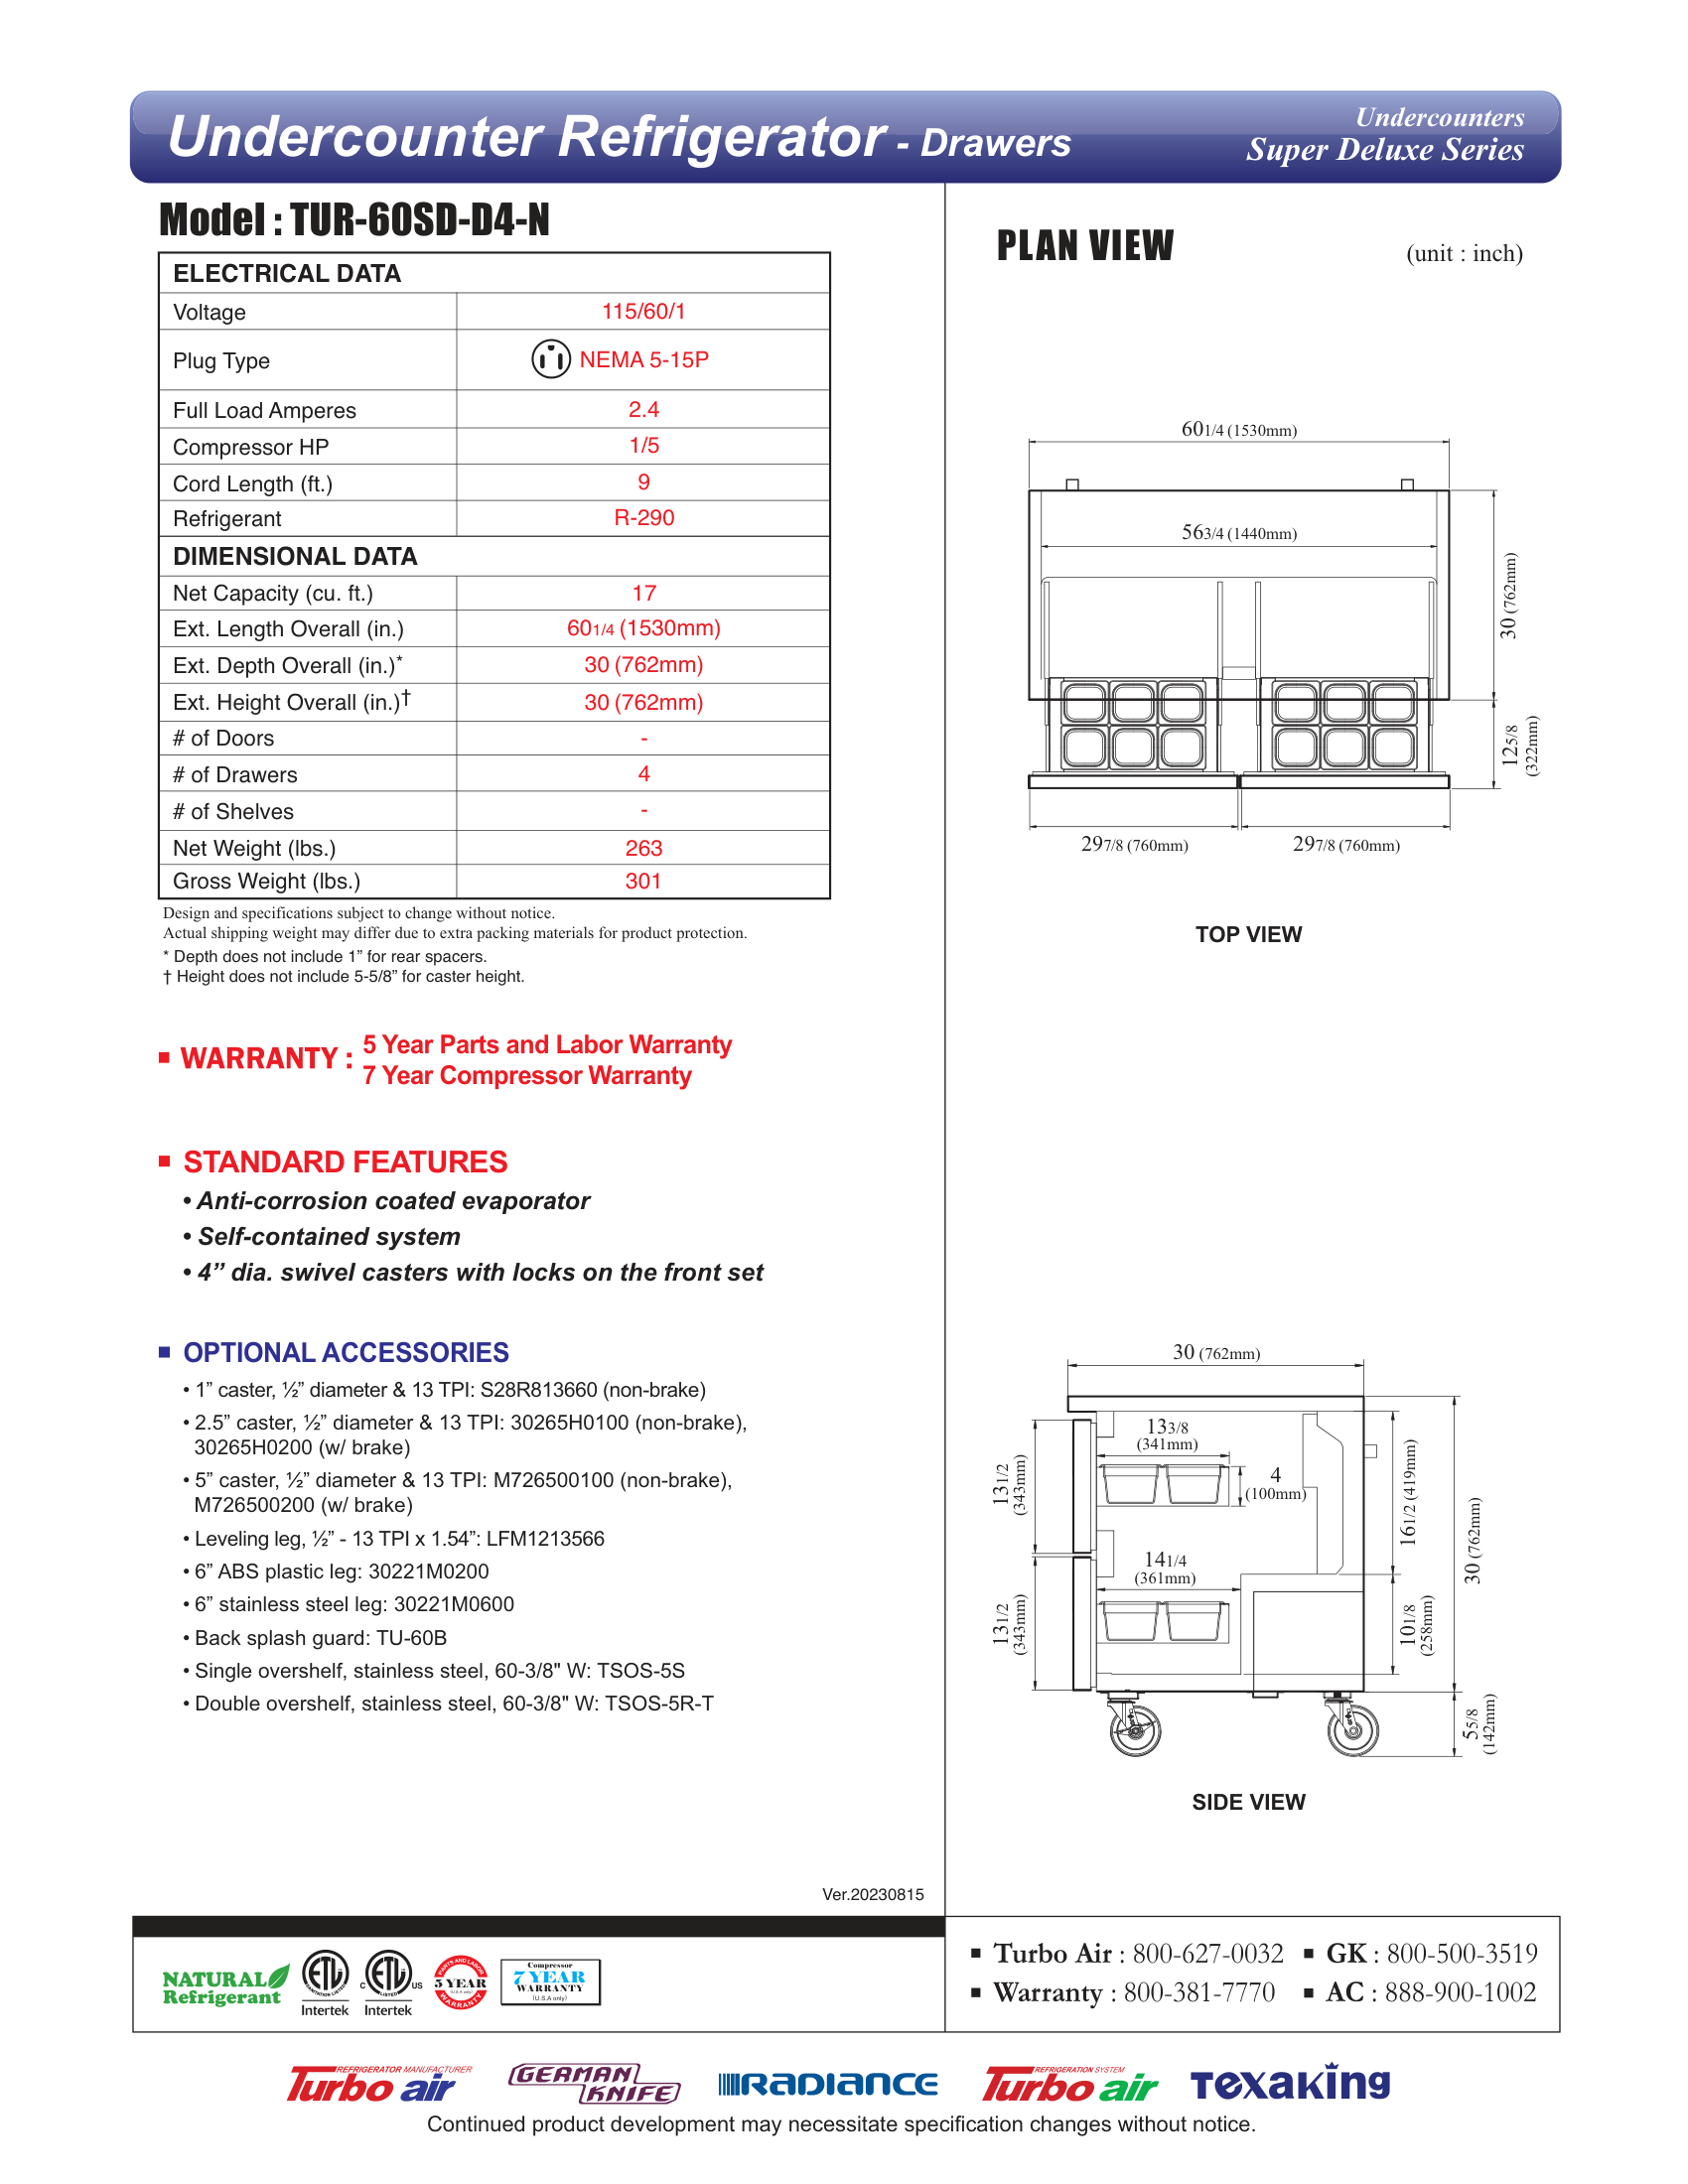 Undercounter Refrigerator - Drawers
Undercounters
Super Deluxe Series
Model : TUR-60SD-D4-N
ELECTRICAL DATA
Voltage 115/60/1
Plug Type NEMA 5-15P
Full Load Amperes 2.4
Compressor HP 1/5
Cord Length (ft.) 9
Refrigerant R-290
DIMENSIONAL DATA
Net Capacity (cu. ft.) 17
Ext. Length Overall (in.) 60 1/4 (1530mm)
Ext. Depth Overall (in.)* 30 (762mm)
Ext. Height Overall (in.)† 30 (762mm)
# of Doors -
# of Drawers 4
# of Shelves -
Net Weight (lbs.) 263
Gross Weight (lbs.) 301
Design and specifications subject to change without notice.
Actual shipping weight may differ due to extra packing materials for product protection.
* Depth does not include 1” for rear spacers.
† Height does not include 5-5/8” for caster height.
■ WARRANTY : 5 Year Parts and Labor Warranty
7 Year Compressor Warranty
■ STANDARD FEATURES
• Anti-corrosion coated evaporator
• Self-contained system
• 4” dia. swivel casters with locks on the front set
■ OPTIONAL ACCESSORIES
• 1” caster, ½” diameter & 13 TPI: S28R813660 (non-brake)
• 2.5” caster, ½” diameter & 13 TPI: 30265H0100 (non-brake),
30265H0200 (w/ brake)
• 5” caster, ½” diameter & 13 TPI: M726500100 (non-brake),
M726500200 (w/ brake)
• Leveling leg, ½” - 13 TPI x 1.54”: LFM1213566
• 6” ABS plastic leg: 30221M0200
• 6” stainless steel leg: 30221M0600
• Back splash guard: TU-60B
• Single overshelf, stainless steel, 60-3/8" W: TSOS-5S
• Double overshelf, stainless steel, 60-3/8" W: TSOS-5R-T
Ver.20230815
PLAN VIEW
(unit : inch)
60 1/4 (1530mm)
56 3/4 (1440mm)
30 (762mm)
12 5/8
(322mm)
29 7/8 (760mm)
29 7/8 (760mm)
TOP VIEW
30 (762mm)
13 3/8
(341mm)
4
(100mm)
13 1/2
(343mm)
16 1/2 (419mm)
30 (762mm)
14 1/4
(361mm)
13 1/2
(343mm)
10 1/8
(258mm)
5 5/8
(142mm)
SIDE VIEW
NATURAL
Refrigerant
ETL
Intertek
C ETL US
LISTED
Intertek
PARTS AND LABOR
5 YEAR
(U.S.A only)
WARRANTY
Compressor
7 YEAR
WARRANTY
(U.S.A only)
■ Turbo Air : 800-627-0032 ■ GK : 800-500-3519
■ Warranty : 800-381-7770 ■ AC : 888-900-1002
REFRIGERATOR MANUFACTURER
Turbo air
GERMAN
KNIFE
RADIANCE
REFRIGERATION SYSTEM
Turbo air
Texaking
Continued product development may necessitate specification changes without notice.